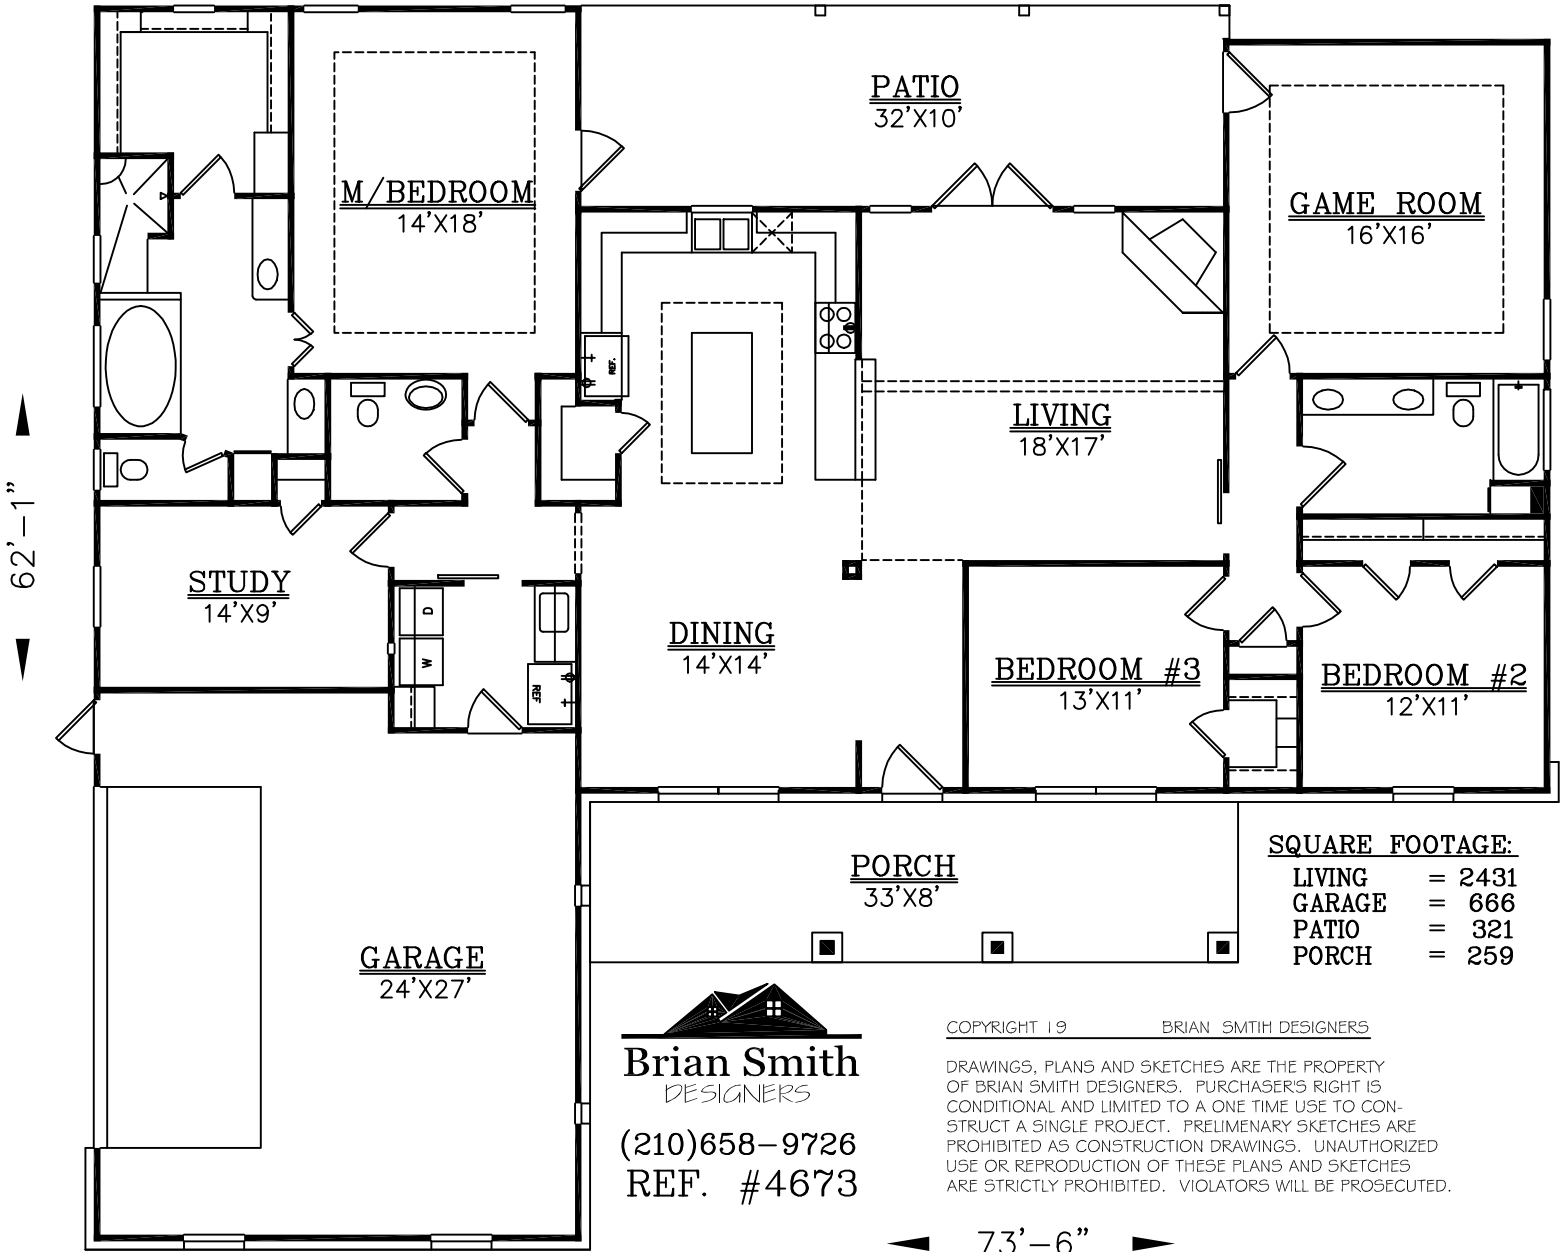 PATIO
32'X10'
M/BEDROOM
14'X18'
GAME ROOM
16'X16'
REF.
LIVING
18'X17'
62'-1"
STUDY
14'X9'
D
W
REF
DINING
14'X14'
BEDROOM #3
13'X11'
BEDROOM #2
12'X11'
PORCH
33'X8'
SQUARE FOOTAGE:
LIVING = 2431
GARAGE = 666
PATIO = 321
PORCH = 259
GARAGE
24'X27'
Brian Smith
DESIGNERS
(210)658-9726
REF. #4673
COPYRIGHT 19 BRIAN SMTIH DESIGNERS
DRAWINGS, PLANS AND SKETCHES ARE THE PROPERTY
OF BRIAN SMITH DESIGNERS. PURCHASER'S RIGHT IS
CONDITIONAL AND LIMITED TO A ONE TIME USE TO CON-
STRUCT A SINGLE PROJECT. PRELIMENARY SKETCHES ARE
PROHIBITED AS CONSTRUCTION DRAWINGS. UNAUTHORIZED
USE OR REPRODUCTION OF THESE PLANS AND SKETCHES
ARE STRICTLY PROHIBITED. VIOLATORS WILL BE PROSECUTED.
73'-6"